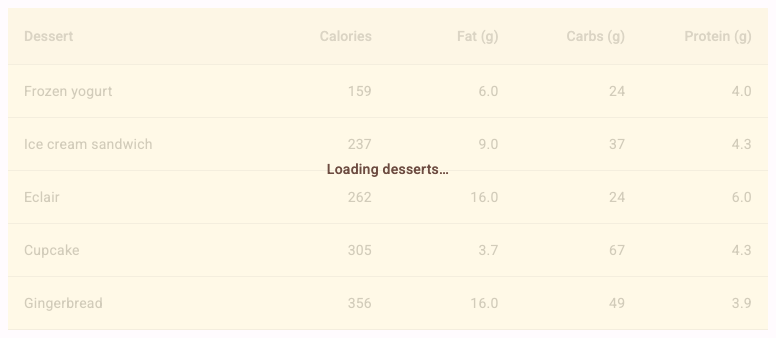 Dessert Calories Fat (g) Carbs (g) Protein (g)
Frozen yogurt 159 6.0 24 4.0
Ice cream sandwich 237 9.0 37 4.3
Loading desserts…
Eclair 262 16.0 24 6.0
Cupcake 305 3.7 67 4.3
Gingerbread 356 16.0 49 3.9